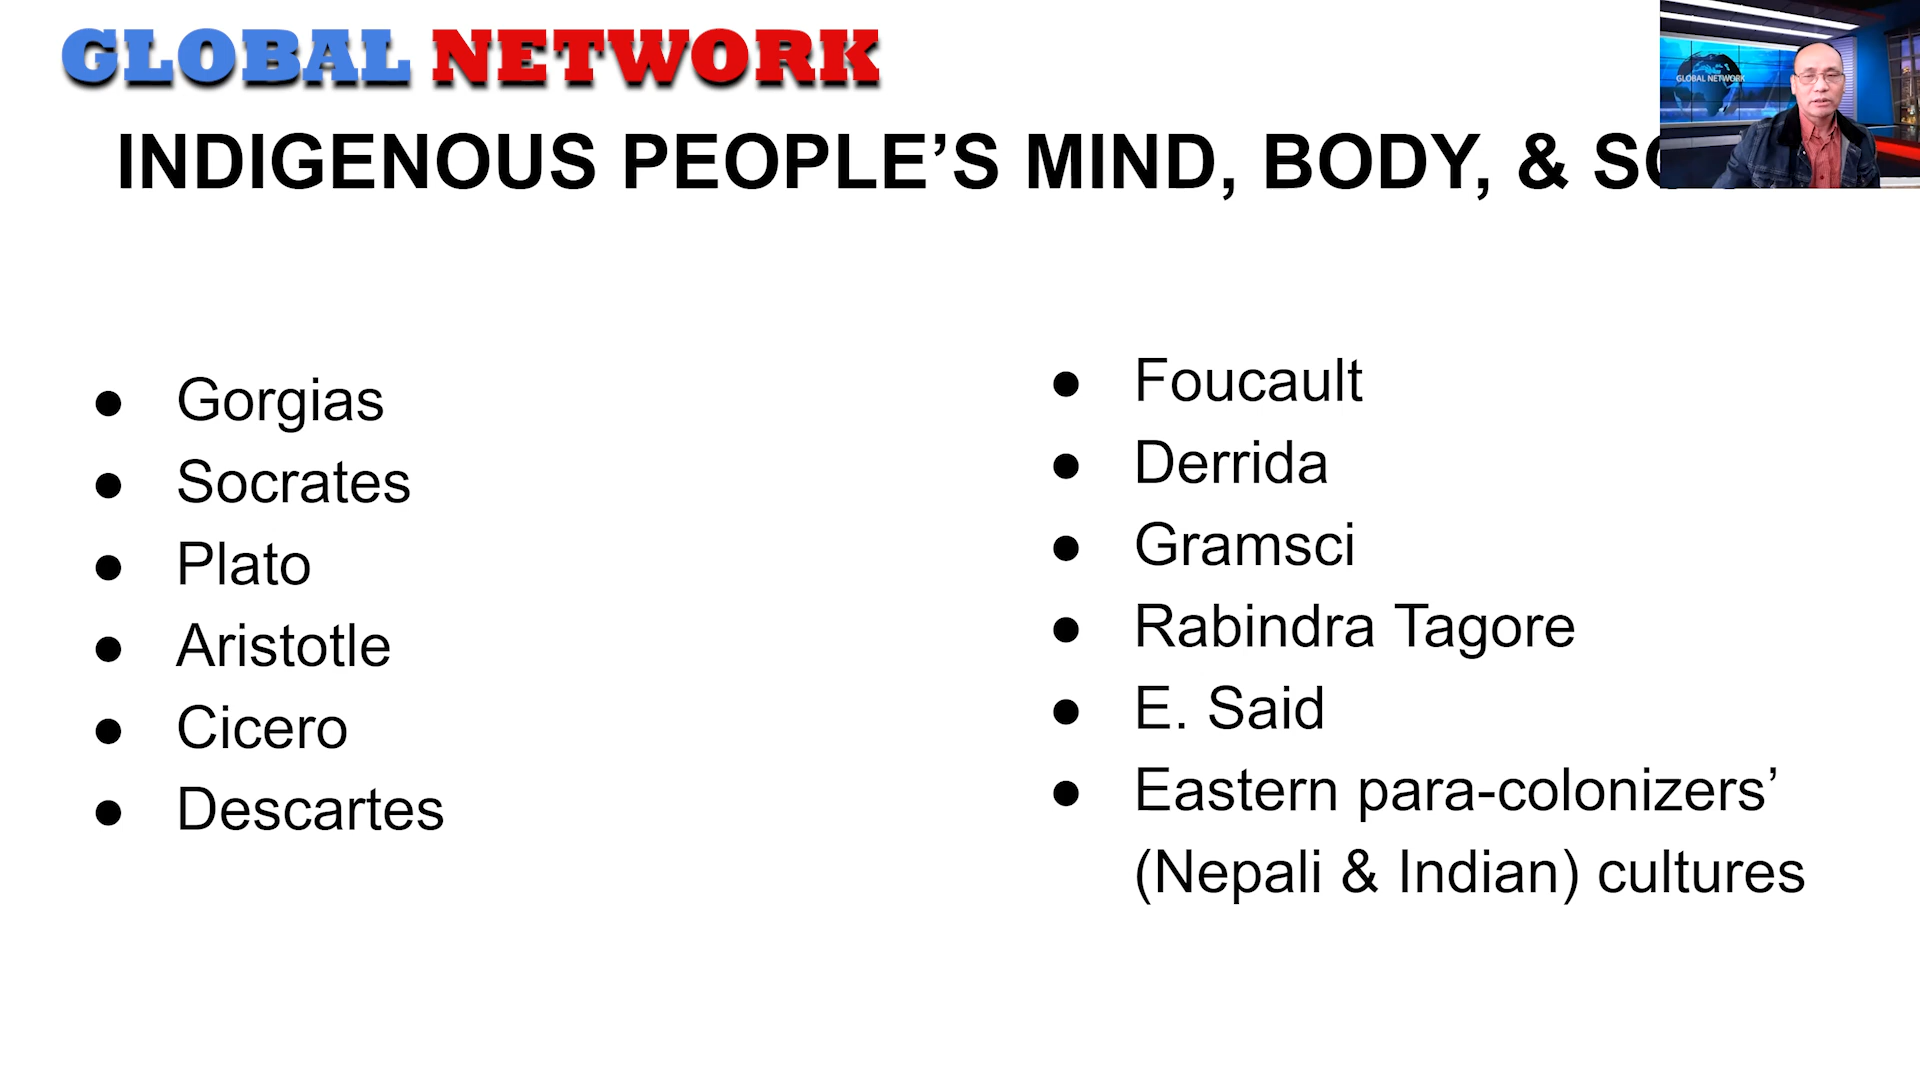 GLOBAL NETWORK
INDIGENOUS PEOPLE’S MIND, BODY, &
GLOBAL NETWORK
● Gorgias
● Socrates
● Plato
● Aristotle
● Cicero
● Descartes
● Foucault
● Derrida
● Gramsci
● Rabindra Tagore
● E. Said
● Eastern para-colonizers’
(Nepali & Indian) cultures